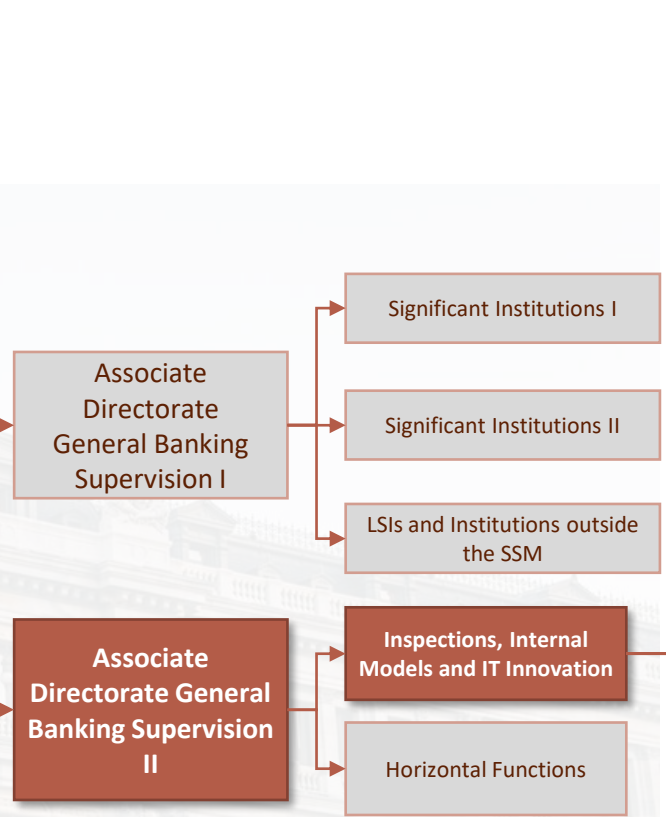 Significant Institutions I
Associate
Directorate
General Banking
Supervision I
Significant Institutions II
LSIs and Institutions outside
the SSM
Associate
Directorate General
Banking Supervision
II
Inspections, Internal
Models and IT Innovation
Horizontal Functions